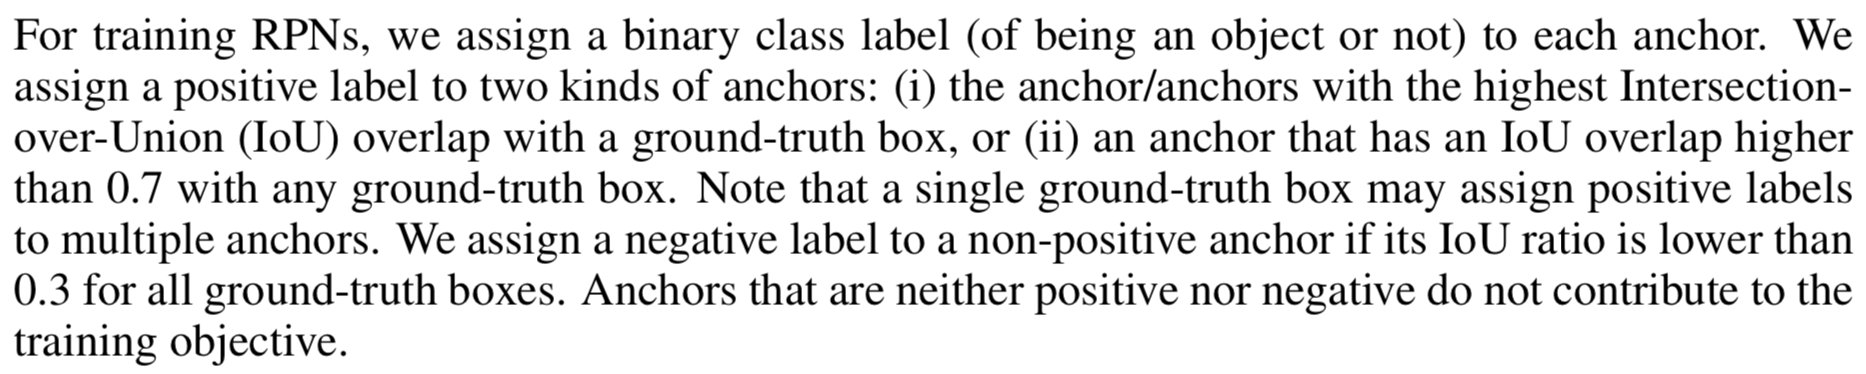 For training RPNs, we assign a binary class label (of being an object or not) to each anchor. We
assign a positive label to two kinds of anchors: (i) the anchor/anchors with the highest Intersection-
over-Union (IoU) overlap with a ground-truth box, or (ii) an anchor that has an IoU overlap higher
than 0.7 with any ground-truth box. Note that a single ground-truth box may assign positive labels
to multiple anchors. We assign a negative label to a non-positive anchor if its IoU ratio is lower than
0.3 for all ground-truth boxes. Anchors that are neither positive nor negative do not contribute to the
training objective.